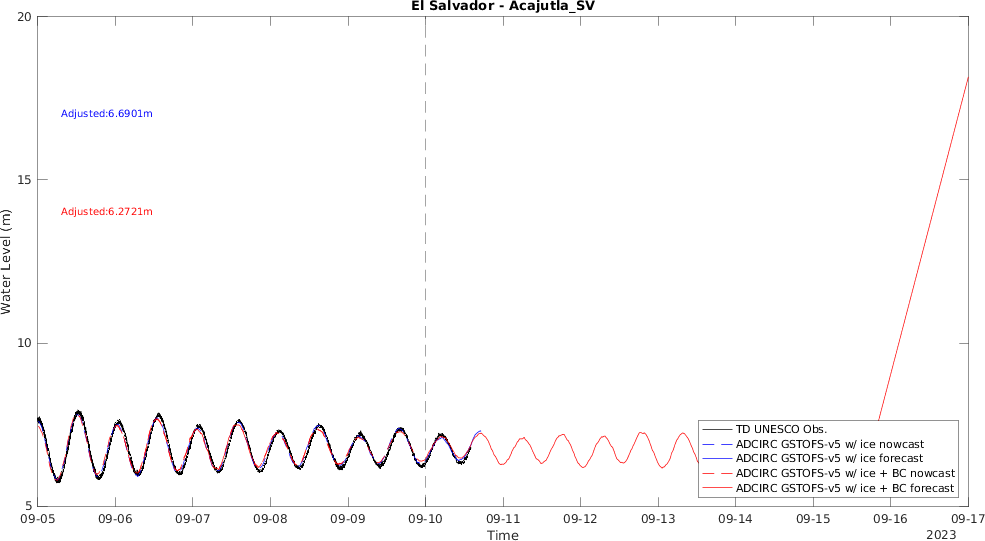 El Salvador - Acajutla_SV
20
15
10
5
Water Level (m)
Adjusted:6.6901m
Adjusted:6.2721m
TD UNESCO Obs.
ADCIRC GSTOFS-v5 w/ ice nowcast
ADCIRC GSTOFS-v5 w/ ice forecast
ADCIRC GSTOFS-v5 w/ ice + BC nowcast
ADCIRC GSTOFS-v5 w/ ice + BC forecast
09-05 09-06 09-07 09-08 09-09 09-10 09-11 09-12 09-13 09-14 09-15 09-16 09-17
Time
2023